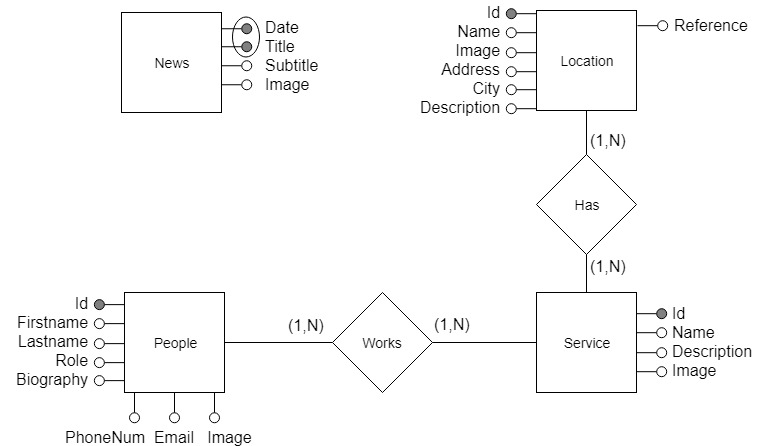 Date
Title
Subtitle
Image
News
Id
Name
Image
Address
City
Description
Location
Reference
(1,N)
Has
(1,N)
Id
Firstname
Lastname
Role
Biography
People
PhoneNum Email Image
(1,N)
Works
(1,N)
Service
Id
Name
Description
Image